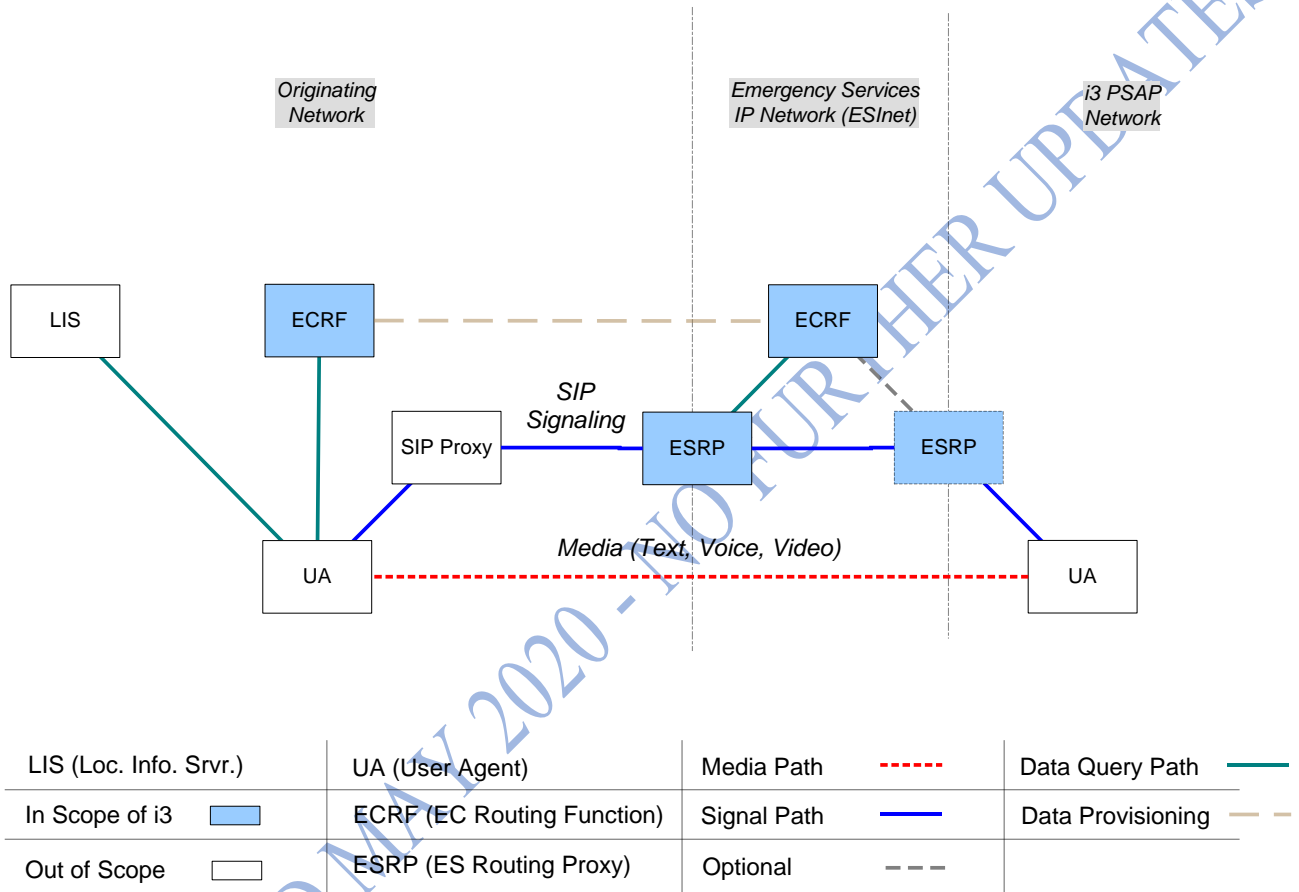 Originating
Network
Emergency Services
IP Network (ESInet)
i3 PSAP
Network
LIS
ECRF
ECRF
SIP
Signaling
SIP Proxy
ESRP
ESRP
Media (Text, Voice, Video)
UA
UA
MAY 2020 - NO FURTHER UPDATES
LIS (Loc. Info. Srvr.)
UA (User Agent)
Media Path
Data Query Path
In Scope of i3
ECRF (EC Routing Function)
Signal Path
Data Provisioning
Out of Scope
ESRP (ES Routing Proxy)
Optional